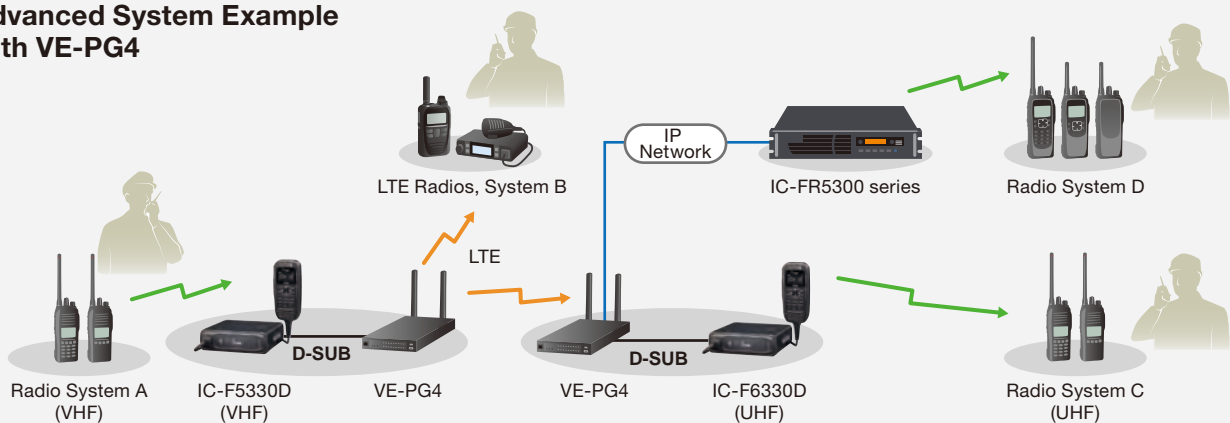 dvanced System Example
th VE-PG4
LTE Radios, System B
IP
Network
IC-FR5300 series
Radio System D
LTE
D-SUB
D-SUB
Radio System A
(VHF)
IC-F5330D
(VHF)
VE-PG4
VE-PG4
IC-F6330D
(UHF)
Radio System C
(UHF)